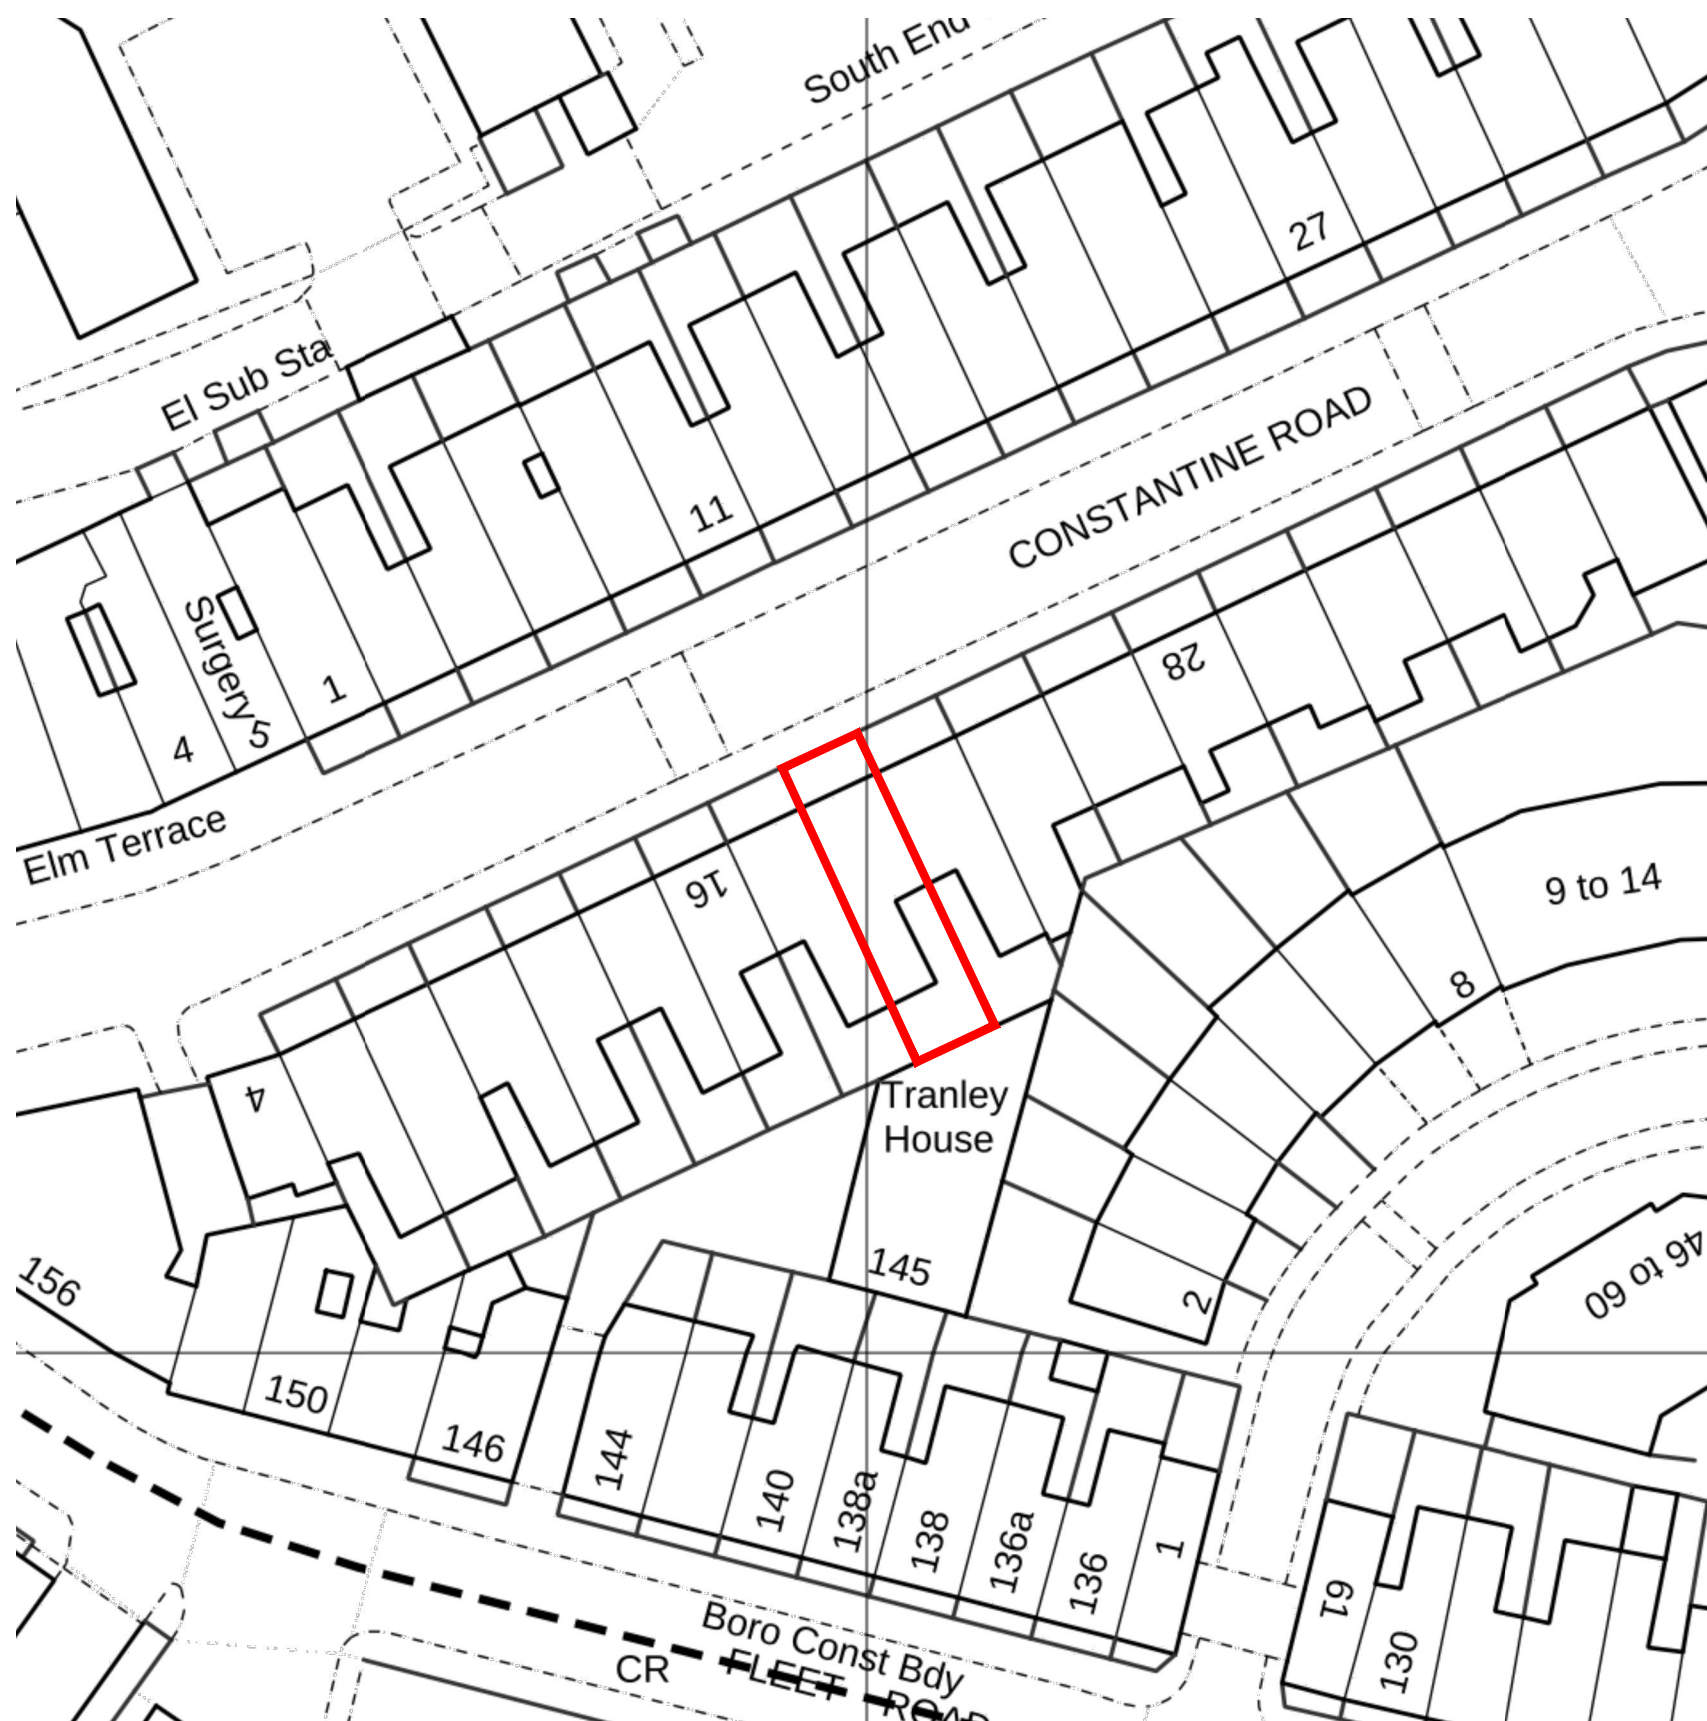 South End
27
El Sub Sta
CONSTANTINE ROAD
11
Surgery
1
5
4
28
Elm Terrace
16
9 to 14
8
4
Tranley
House
145
156
2
46 to 60
150
146
144
140
138a
138
136a
136
1
61
130
Boro Const Bdy
CR
FLEET ROAD